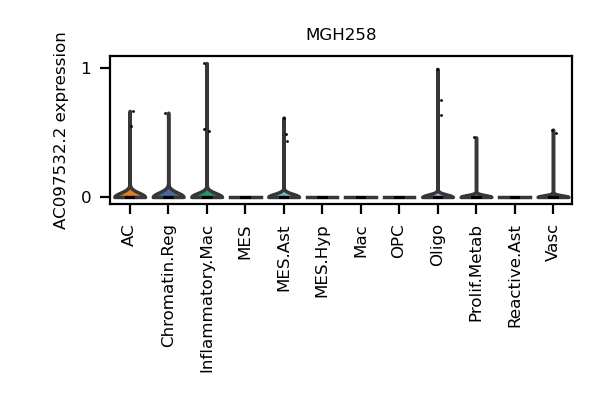 MGH258
AC097532.2 expression
1
0
AC
Chromatin.Reg
Inflammatory.Mac
MES
MES.Ast
MES.Hyp
Mac
OPC
Oligo
Prolif.Metab
Reactive.Ast
Vasc